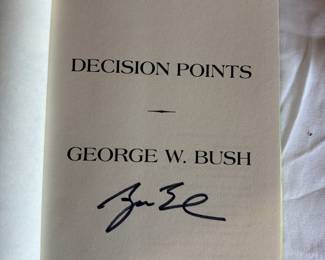 DECISION POINTS
GEORGE W. BUSH